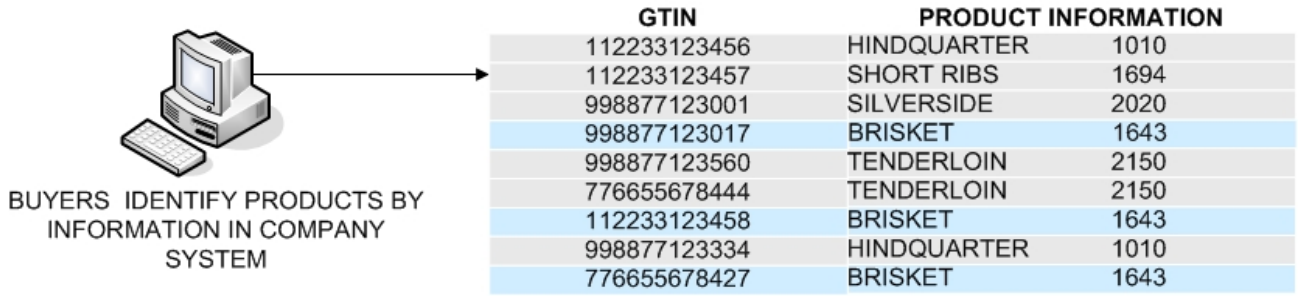 GTIN PRODUCT INFORMATION
112233123456 HINDQUARTER 1010
112233123457 SHORT RIBS 1694
998877123001 SILVERSIDE 2020
998877123017 BRISKET 1643
998877123560 TENDERLOIN 2150
776655678444 TENDERLOIN 2150
112233123458 BRISKET 1643
998877123334 HINDQUARTER 1010
776655678427 BRISKET 1643
BUYERS IDENTIFY PRODUCTS BY
INFORMATION IN COMPANY
SYSTEM